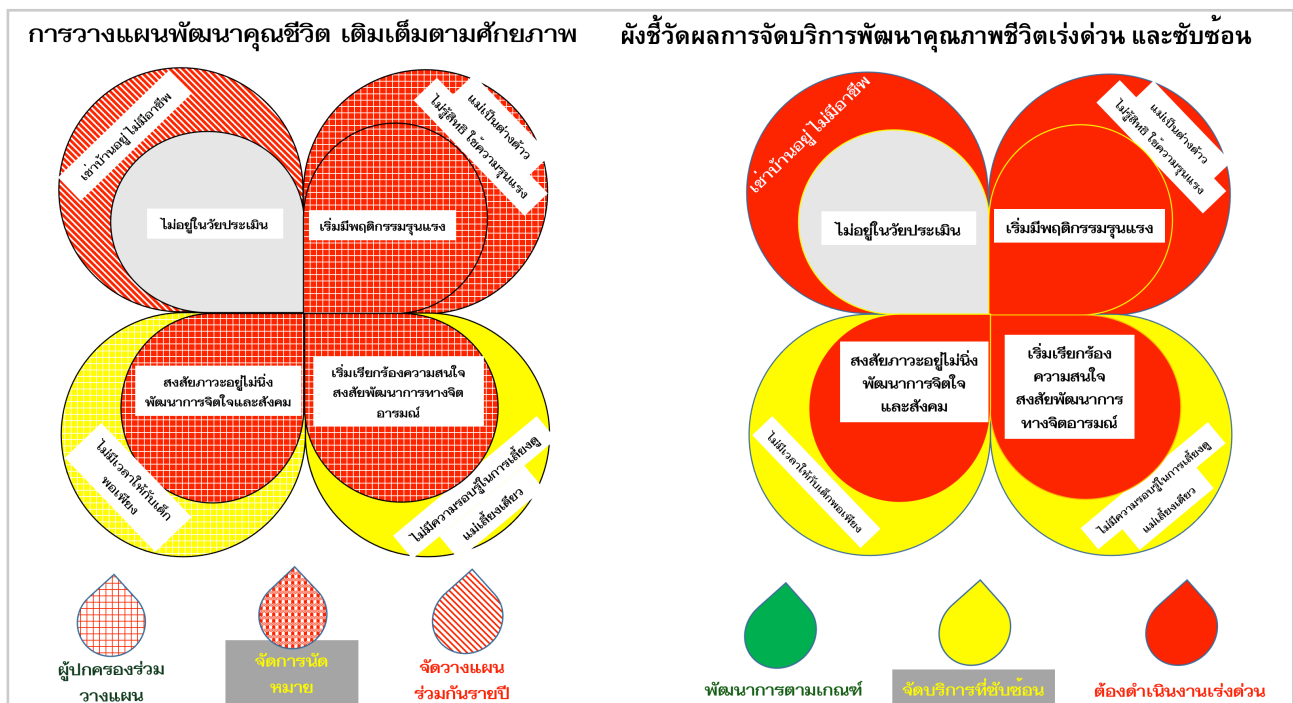 การวางแผนพัฒนาคุณชีวิต เติมเต็มตามศักยภาพ
เช่าบ้านอยู่ ไม่มีอาชีพ
แม่เป็นต่างด้าว
ไม่รู้สิทธิ ใช้ความรุนแรง
ไม่อยู่ในวัยประเมิน
เริ่มมีพฤติกรรมรุนแรง
สงสัยภาวะอยู่ไม่นิ่ง
พัฒนาการจิตใจและสังคม
เริ่มเรียกร้องความสนใจ
สงสัยพัฒนาการทางจิต
อารมณ์
ไม่มีเวลาให้กับเด็ก
พอเพียง
ไม่มีความรอบรู้ในการเลี้ยงดู
แม่เลี้ยงเดียว
ผู้ปกครองร่วม
วางแผน
จัดการนัด
หมาย
จัดวางแผน
ร่วมกันรายปี
ผังชี้วัดผลการจัดบริการพัฒนาคุณภาพชีวิตเร่งด่วน และซับซ้อน
เช่าบ้านอยู่ ไม่มีอาชีพ
แม่เป็นต่างด้าว
ไม่รู้สิทธิ ใช้ความรุนแรง
ไม่อยู่ในวัยประเมิน
เริ่มมีพฤติกรรมรุนแรง
สงสัยภาวะอยู่ไม่นิ่ง
พัฒนาการจิตใจ
และสังคม
เริ่มเรียกร้อง
ความสนใจ
สงสัยพัฒนาการ
ทางจิตอารมณ์
ไม่มีเวลาให้กับเด็กพอเพียง
ไม่มีความรอบรู้ในการเลี้ยงดู
แม่เลี้ยงเดียว
พัฒนาการตามเกณฑ์
จัดบริการที่ซับซ้อน
ต้องดำเนินงานเร่งด่วน